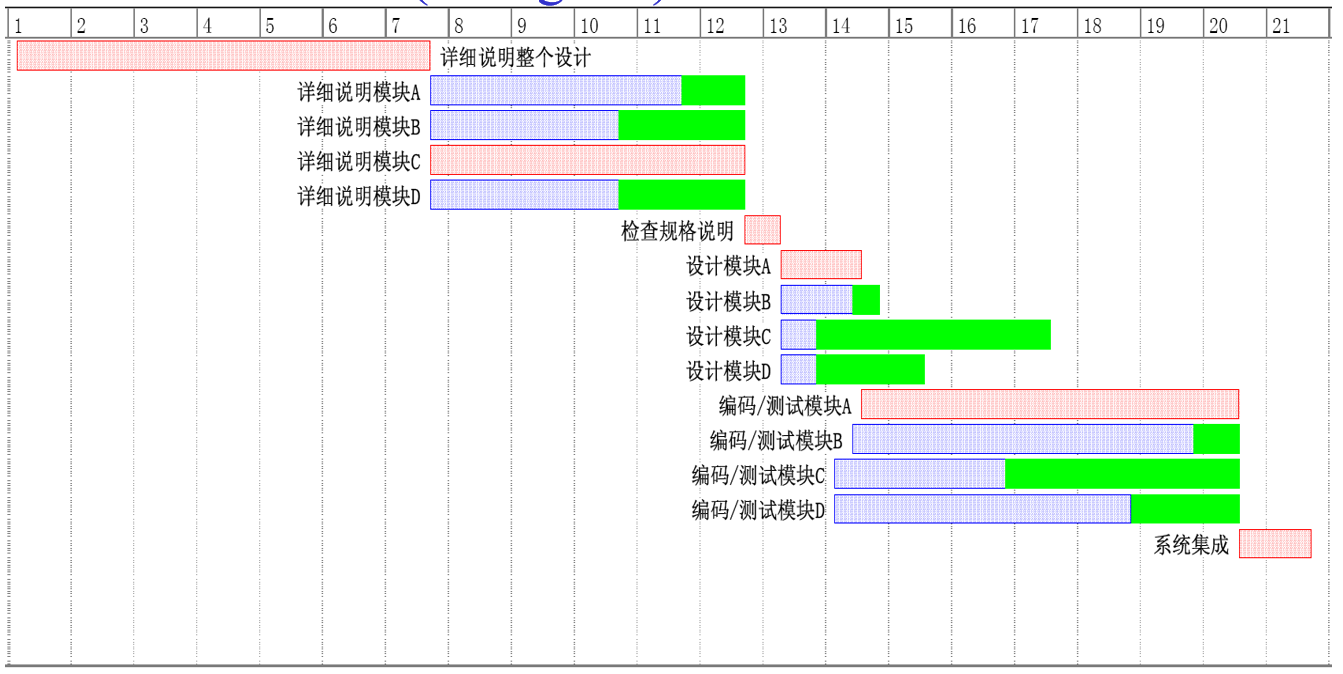 1 2 3 4 5 6 7 8 9 10 11 12 13 14 15 16 17 18 19 20 21
详细说明整个设计
详细说明模块A
详细说明模块B
详细说明模块C
详细说明模块D
检查规格说明
设计模块A
设计模块B
设计模块C
设计模块D
编码/测试模块A
编码/测试模块B
编码/测试模块C
编码/测试模块D
系统集成